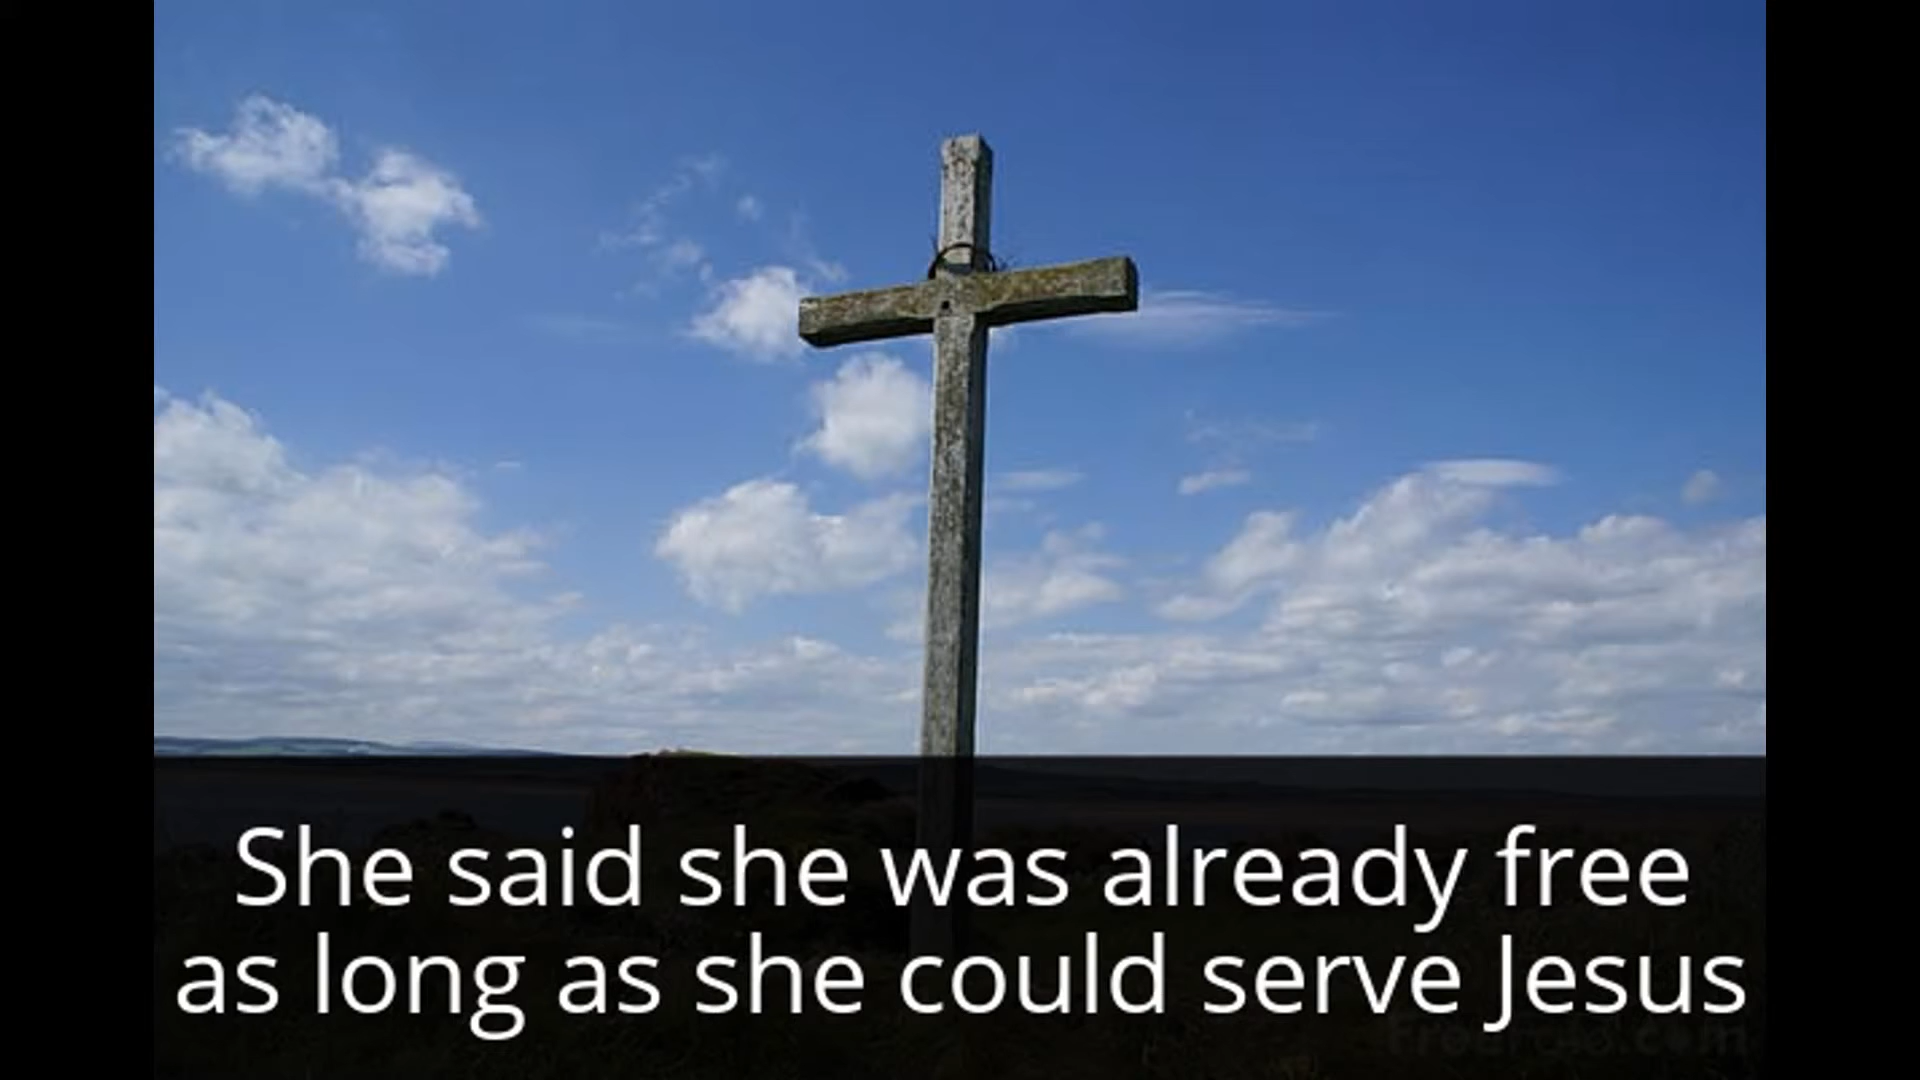 She said she was already free
as long as she could serve Jesus